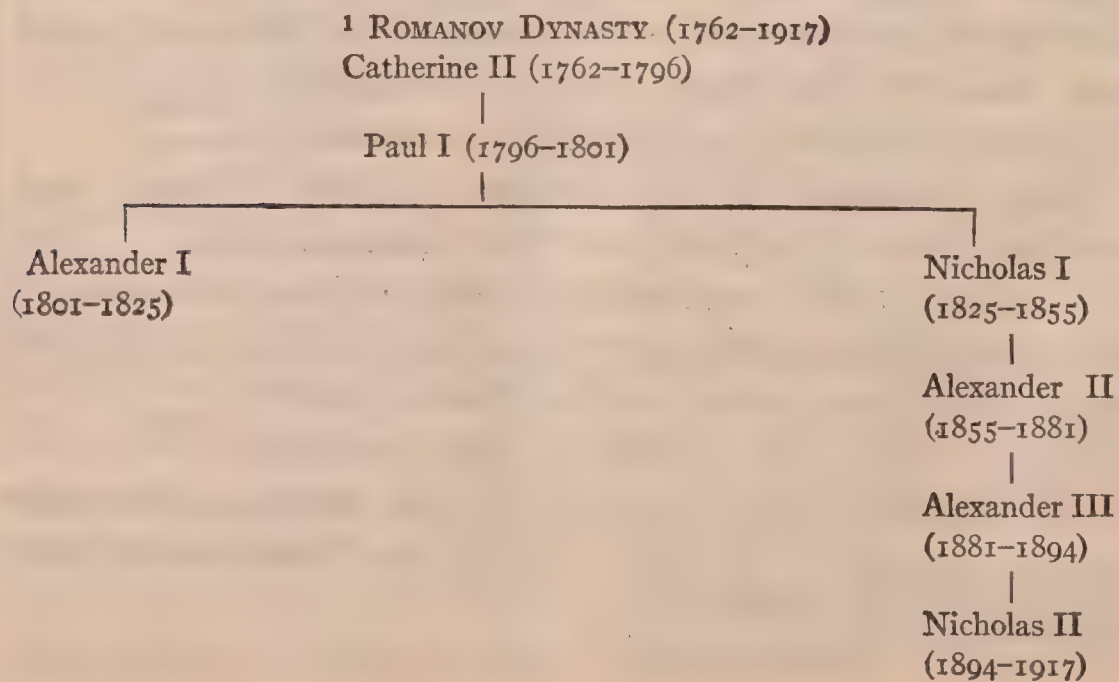 1 ROMANOV DYNASTY (1762–1917)
Catherine II (1762–1796)
Paul I (1796–1801)
Alexander I
(1801–1825)
Nicholas I
(1825–1855)
Alexander II
(1855–1881)
Alexander III
(1881–1894)
Nicholas II
(1894–1917)